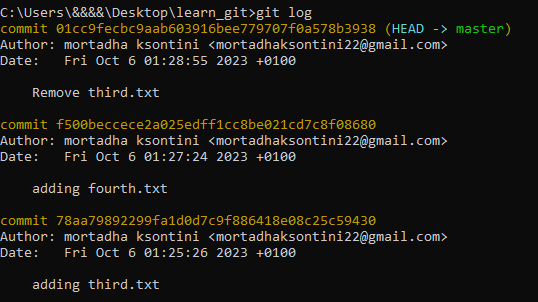 C:\Users\&&&&\Desktop\learn_git>git log
commit 01cc9fecbc9aab603916bee779707f0a578b3938 (HEAD -> master)
Author: mortadha ksontini <mortadhaksontini22@gmail.com>
Date:   Fri Oct 6 01:28:55 2023 +0100
    Remove third.txt
commit f500beccece2a025edff1cc8be021cd7c8f08680
Author: mortadha ksontini <mortadhaksontini22@gmail.com>
Date:   Fri Oct 6 01:27:24 2023 +0100
    adding fourth.txt
commit 78aa79892299fa1d0d7c9f886418e08c25c59430
Author: mortadha ksontini <mortadhaksontini22@gmail.com>
Date:   Fri Oct 6 01:25:26 2023 +0100
    adding third.txt